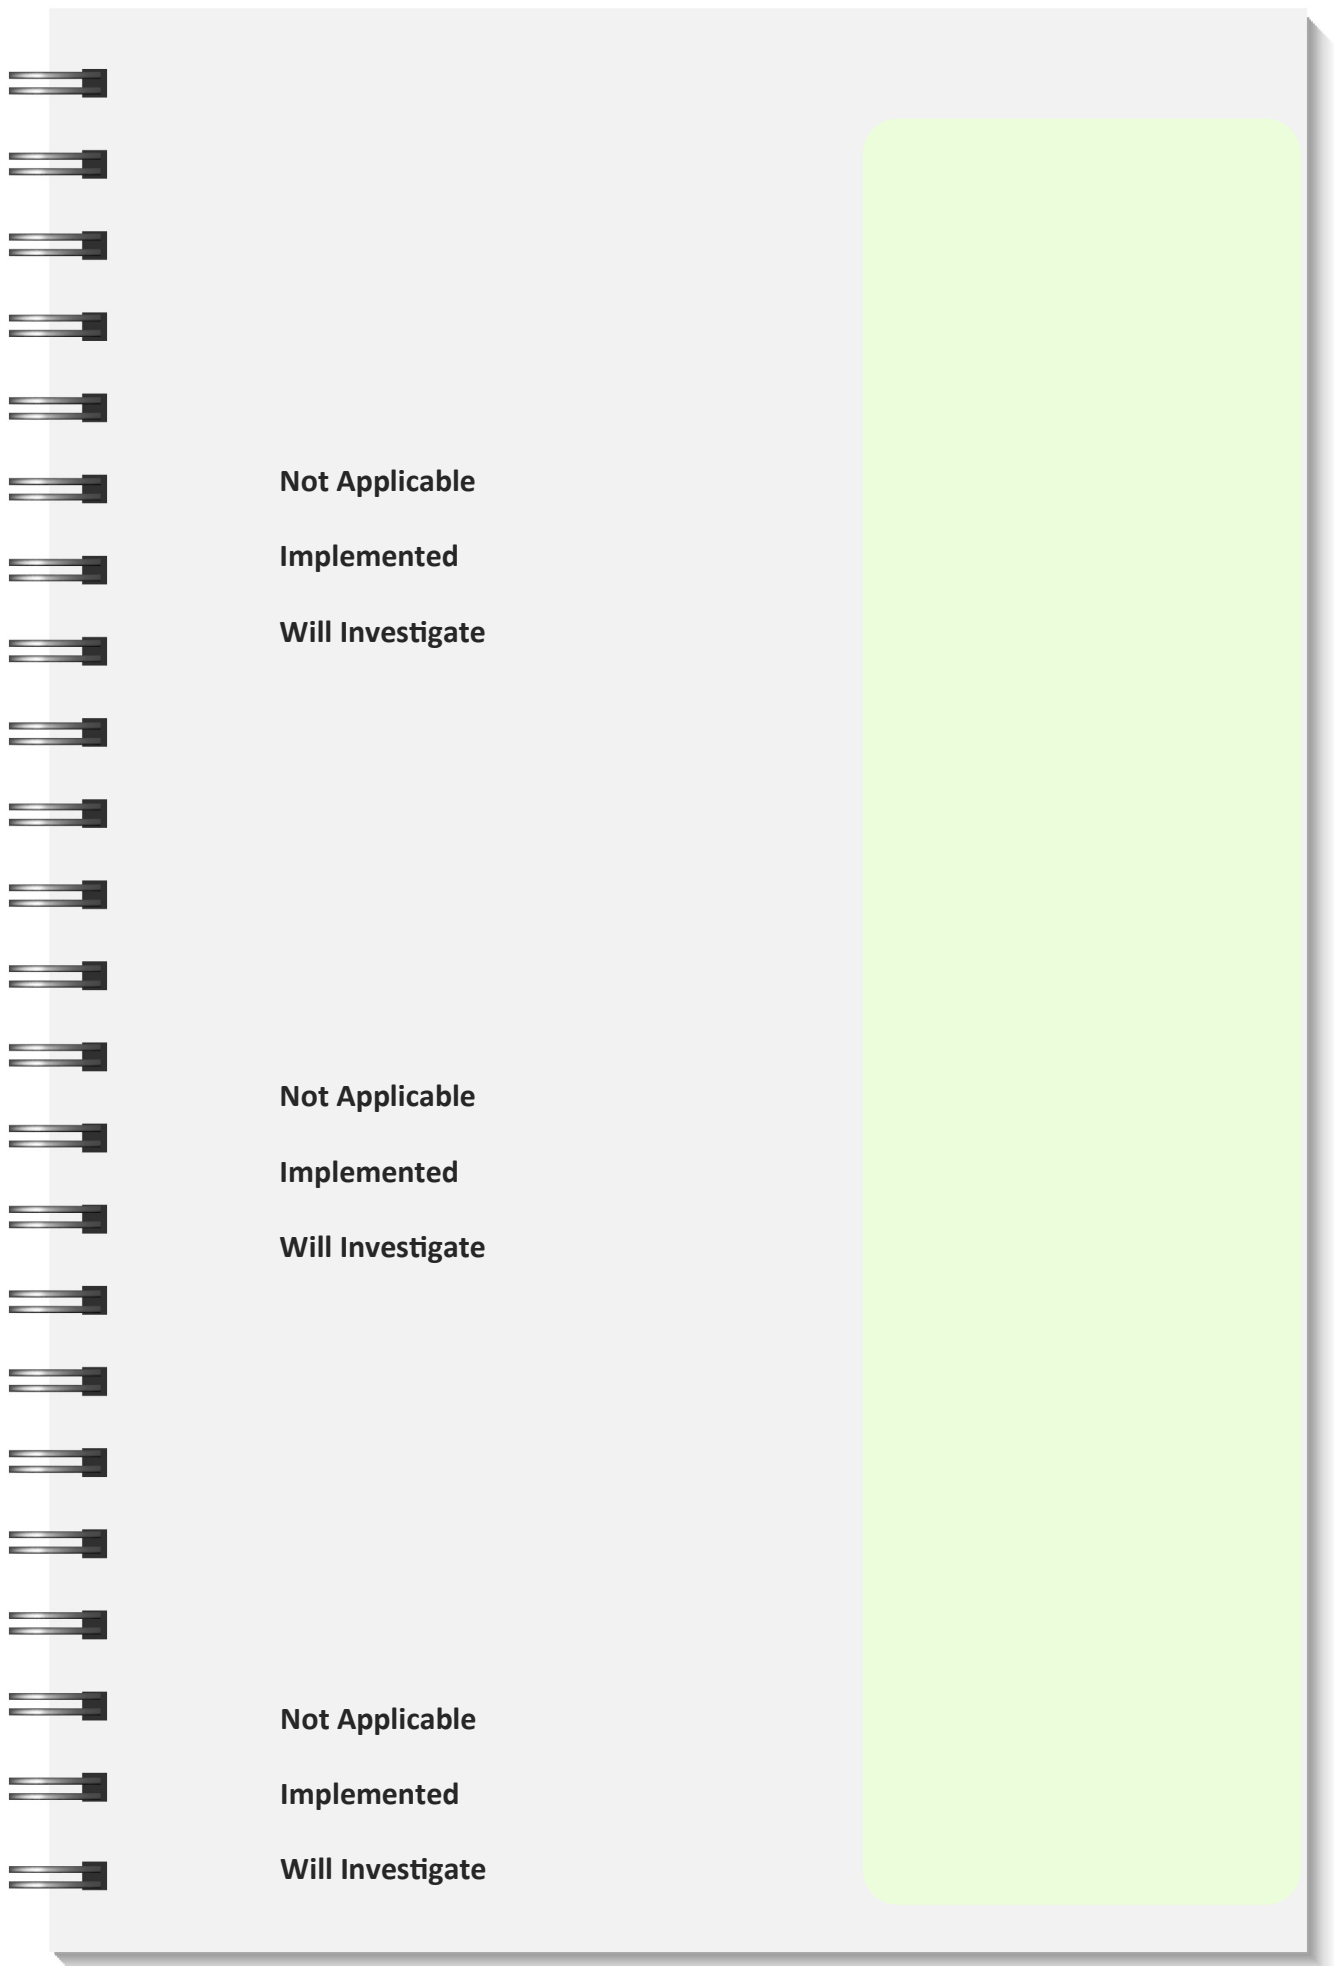 Not Applicable
Implemented
Will Investigate
Not Applicable
Implemented
Will Investigate
Not Applicable
Implemented
Will Investigate